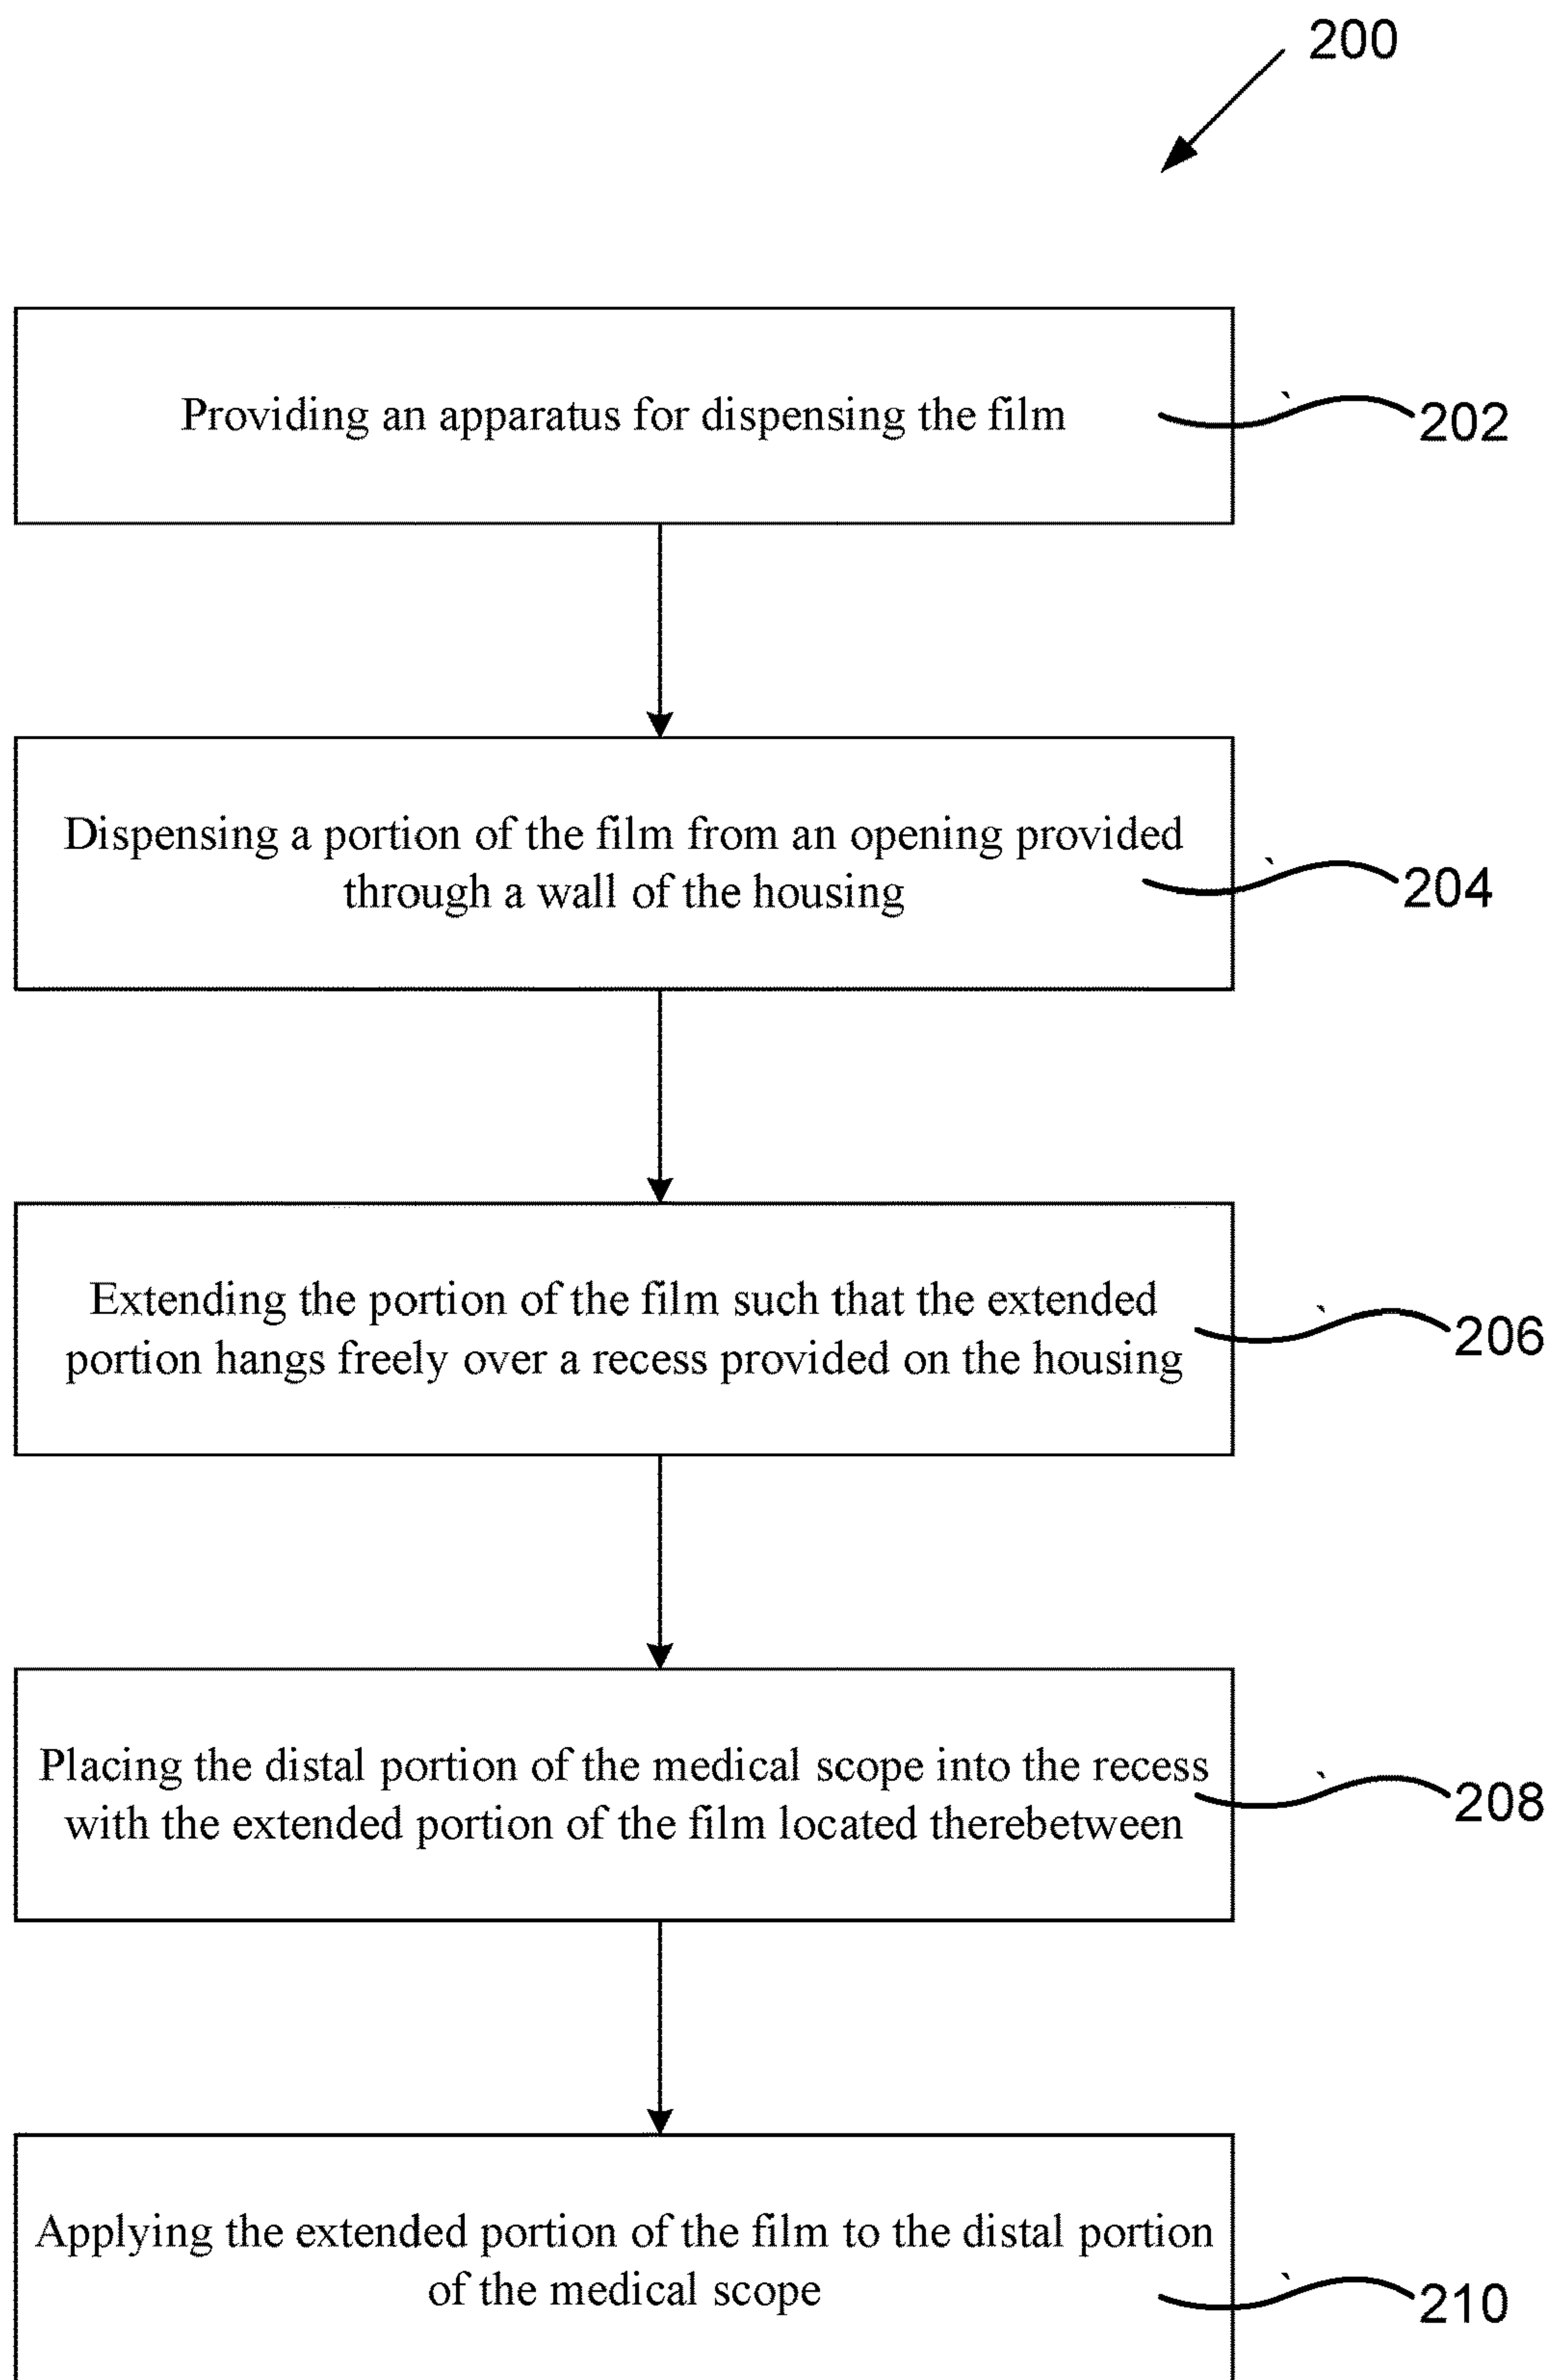 200
Providing an apparatus for dispensing the film
202
Dispensing a portion of the film from an opening provided
through a wall of the housing
204
Extending the portion of the film such that the extended
portion hangs freely over a recess provided on the housing
206
Placing the distal portion of the medical scope into the recess
with the extended portion of the film located therebetween
208
Applying the extended portion of the film to the distal portion
of the medical scope
210